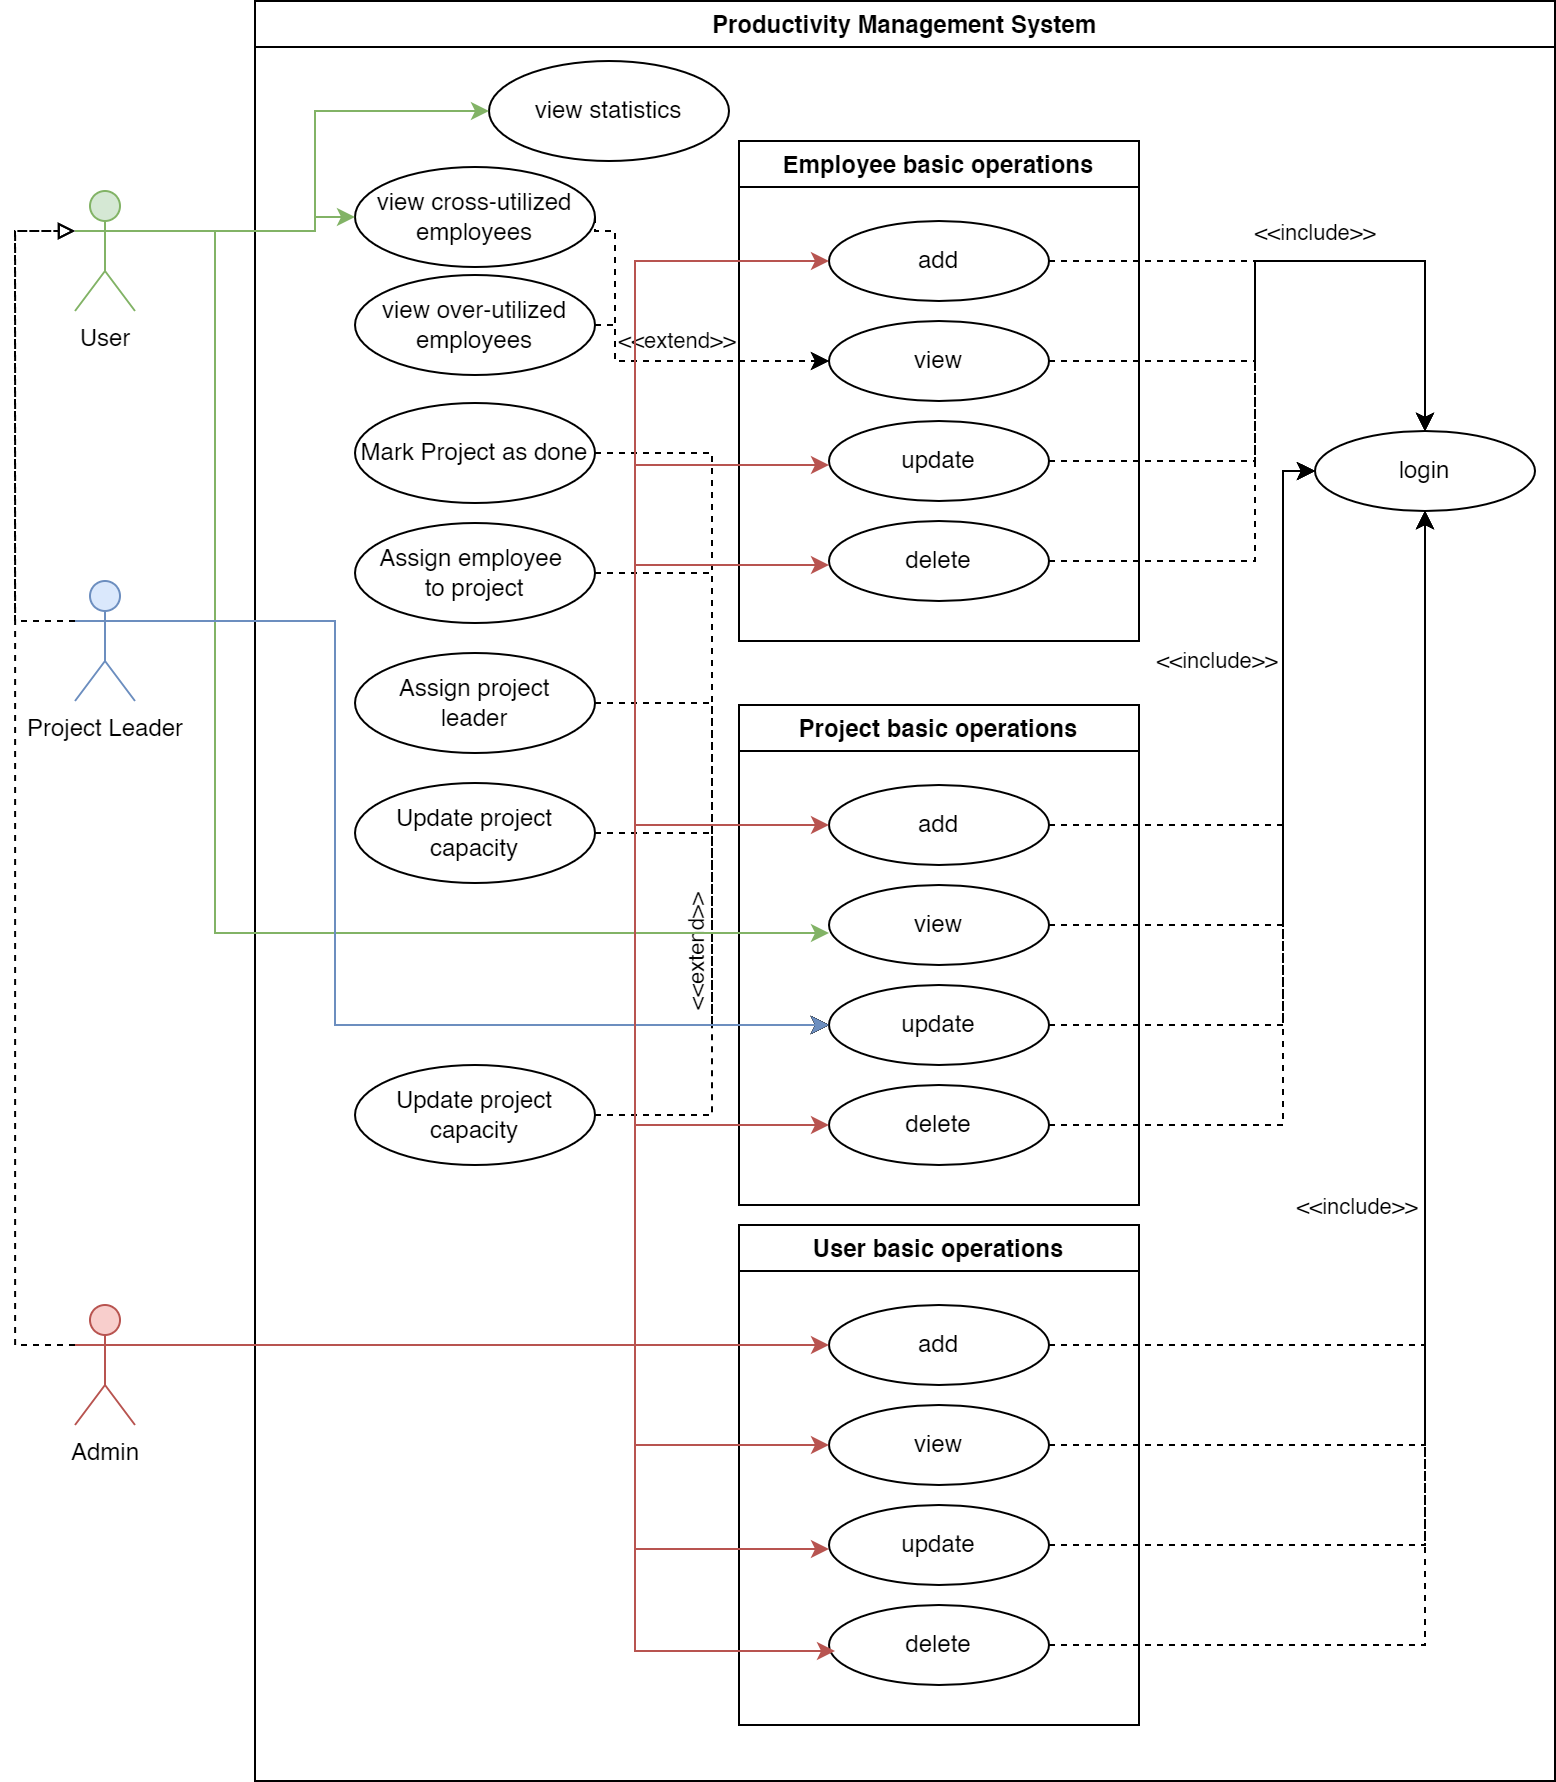 Productivity Management System
view statistics
Employee basic operations
view cross-utilized
employees
add
<<include>>
User
view over-utilized
employees
<<extend>>
view
Mark Project as done
update
login
Assign employee
to project
delete
<<include>>
Project Leader
Assign project
leader
Project basic operations
Update project
capacity
add
<<extend>>
view
update
Update project
capacity
delete
<<include>>
User basic operations
add
Admin
view
update
delete